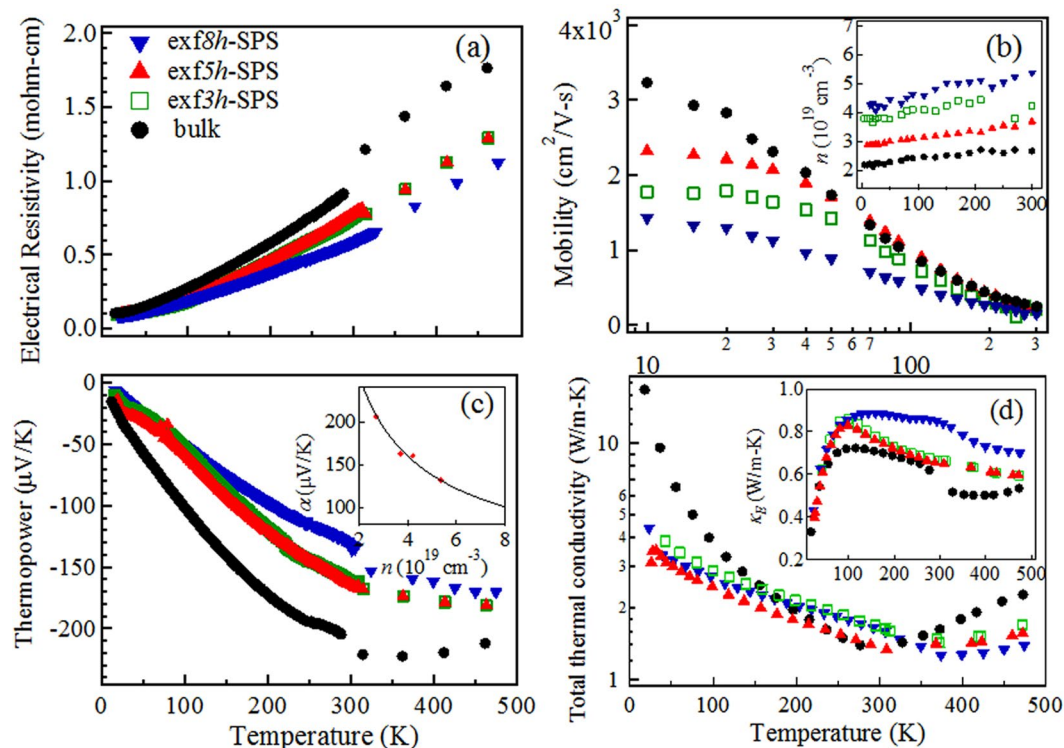 (a)
exf8h-SPS
exf5h-SPS
exf3h-SPS
bulk
Electrical Resistivity (mohm-cm)
2.0
1.5
1.0
0.5
0.0
(b)
Mobility (cm²/V-s)
4x10³
3
2
1
0
n (10¹⁹ cm⁻³)
7
6
5
4
3
2
1
0 100 200 300
2 3 4 5 6 7 2 3
10 100
(c)
Thermopower (μV/K)
0
-50
-100
-150
-200
α (μV/K)
200
150
100
2 4 6 8
n (10¹⁹ cm⁻³)
0 100 200 300 400 500
Temperature (K)
(d)
Total thermal conductivity (W/m-K)
10
6
5
4
3
2
1
κE (W/m-K)
1.0
0.8
0.6
0.4
0.2
100 200 300 400 500
0 100 200 300 400 500
Temperature (K)